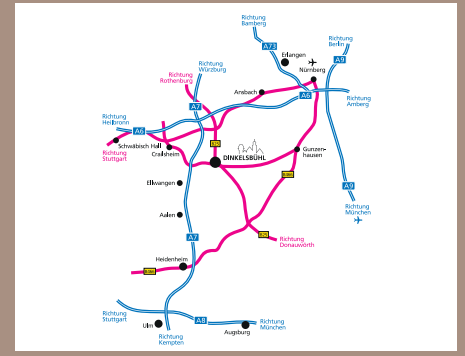 Richtung
Bamberg
A73
Erlangen
Richtung
Berlin
A9
Nürnberg
Richtung
Würzburg
Richtung
Rothenburg
A7
Ansbach
A6
Richtung
Amberg
Richtung
Heilbronn
A6
Schwäbisch Hall
Richtung
Stuttgart
Crailsheim
B25
DINKELSBÜHL
Gunzen-
hausen
Ellwangen
A9
Richtung
München
Aalen
A7
B25
Richtung
Donauwörth
Heidenheim
Richtung
Stuttgart
A8
Richtung
München
Ulm
Augsburg
Richtung
Kempten